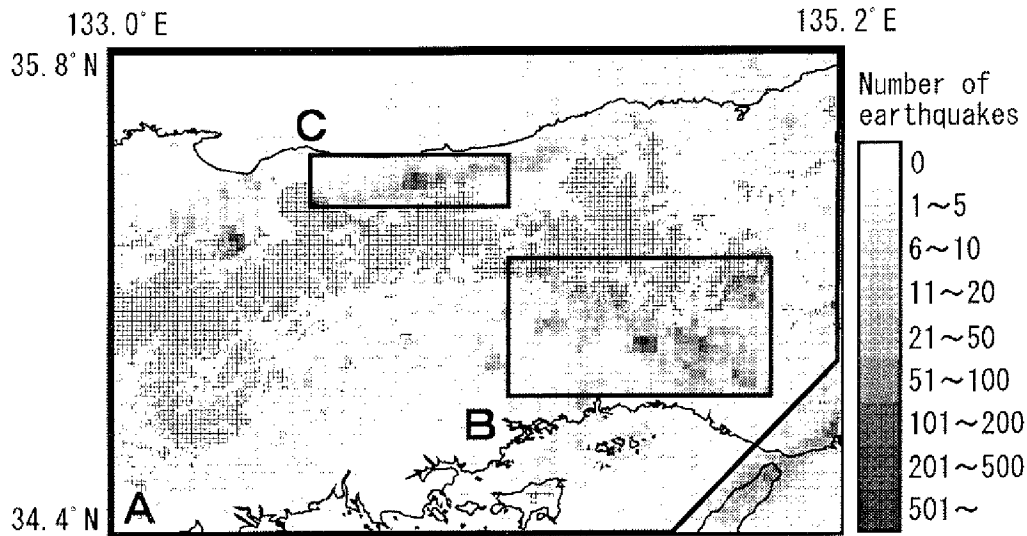 133.0°E
135.2°E
35.8°N
Number of
earthquakes
C
0
1~5
6~10
11~20
21~50
51~100
B
101~200
201~500
A
34.4°N
501~